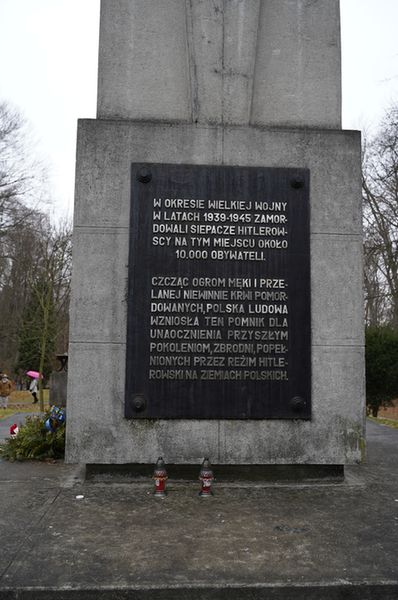 W OKRESIE WIELKIEJ WOJNY
W LATACH 1939-1945 ZAMOR-
DOWALI SIEPACZE HITLEROW-
SCY NA TYM MIEJSCU OKOŁO
10.000 OBYWATELI.
CZCZĄC OGROM MĘKI I PRZE-
LANEJ NIEWINNIE KRWI POMOR-
DOWANYCH, POLSKA LUDOWA
WZNIOSŁA TEN POMNIK DLA
UNAOCZNIENIA PRZYSZŁYM
POKOLENIOM, ZBRODNI, POPEŁ-
NIONYCH PRZEZ REŻIM HITLE-
ROWSKI NA ZIEMIACH POLSKICH.